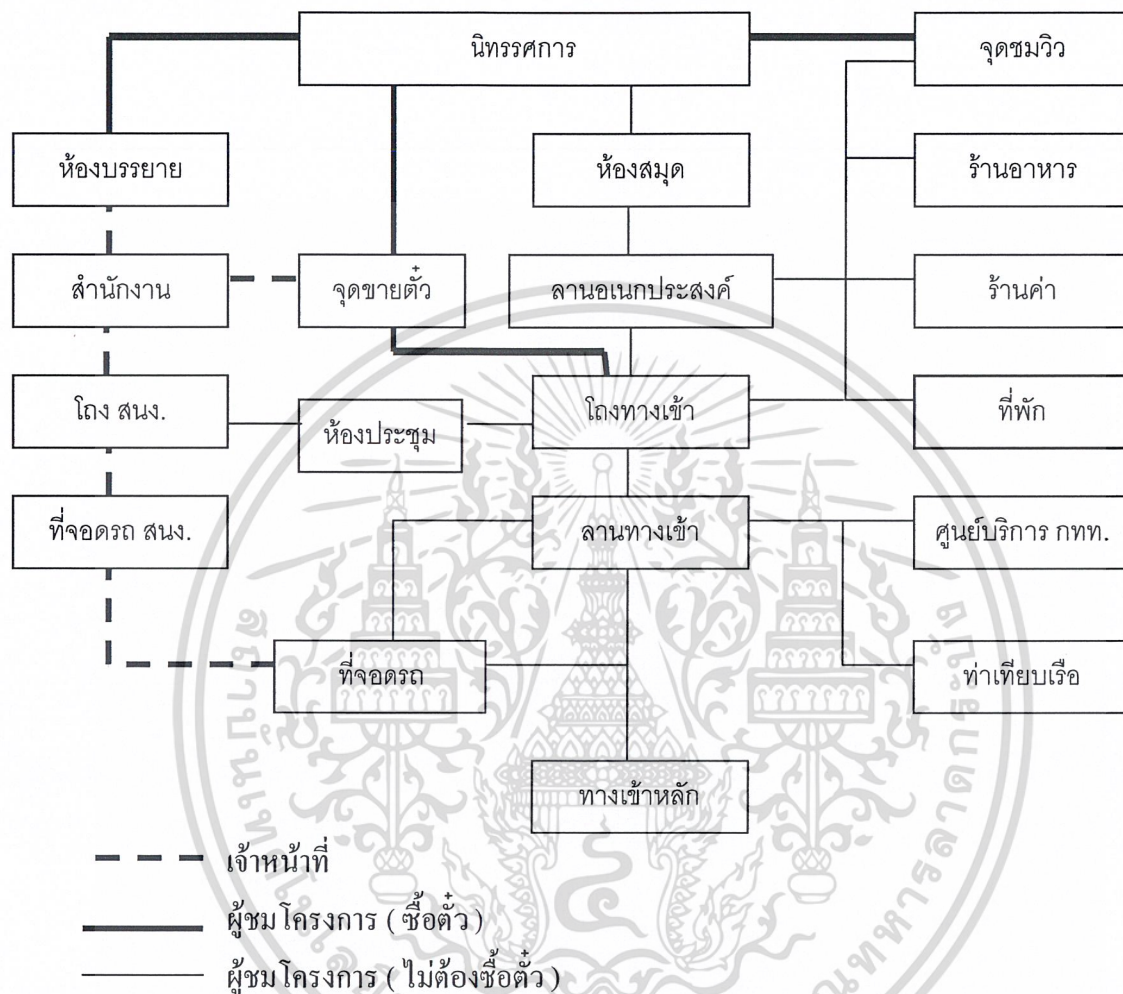 นิทรรศการ
จุดชมวิว
ห้องบรรยาย
ห้องสมุด
ร้านอาหาร
สำนักงาน
จุดขายตั๋ว
ลานอเนกประสงค์
ร้านค่า
โถง สนง.
ห้องประชุม
โถงทางเข้า
ที่พัก
ที่จอดรถ สนง.
ลานทางเข้า
ศูนย์บริการ กทท.
ที่จอดรถ
ท่าเทียบเรือ
ทางเข้าหลัก
เจ้าหน้าที่
ผู้ชมโครงการ ( ซื้อตั๋ว )
ผู้ชมโครงการ ( ไม่ต้องซื้อตั๋ว )